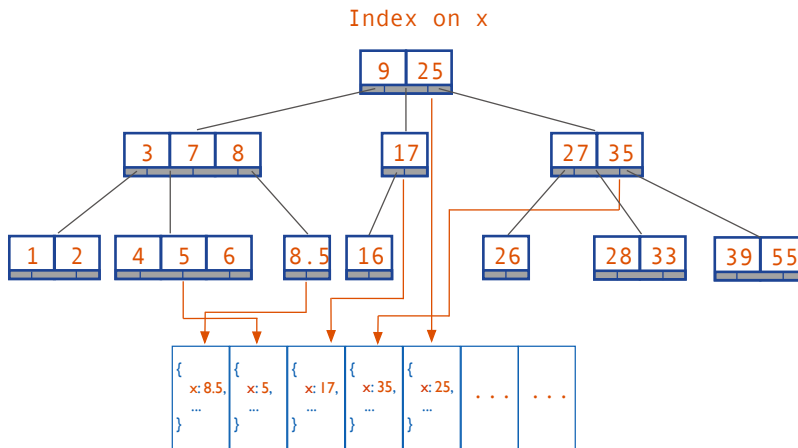 Index on x
9 25
3 7 8
17
27 35
1 2
4 5 6
8.5
16
26
28 33
39 55
{
x: 8.5,
...
}
{
x: 5,
...
}
{
x: 17,
...
}
{
x: 35,
...
}
{
x: 25,
...
}
. . .
. . .